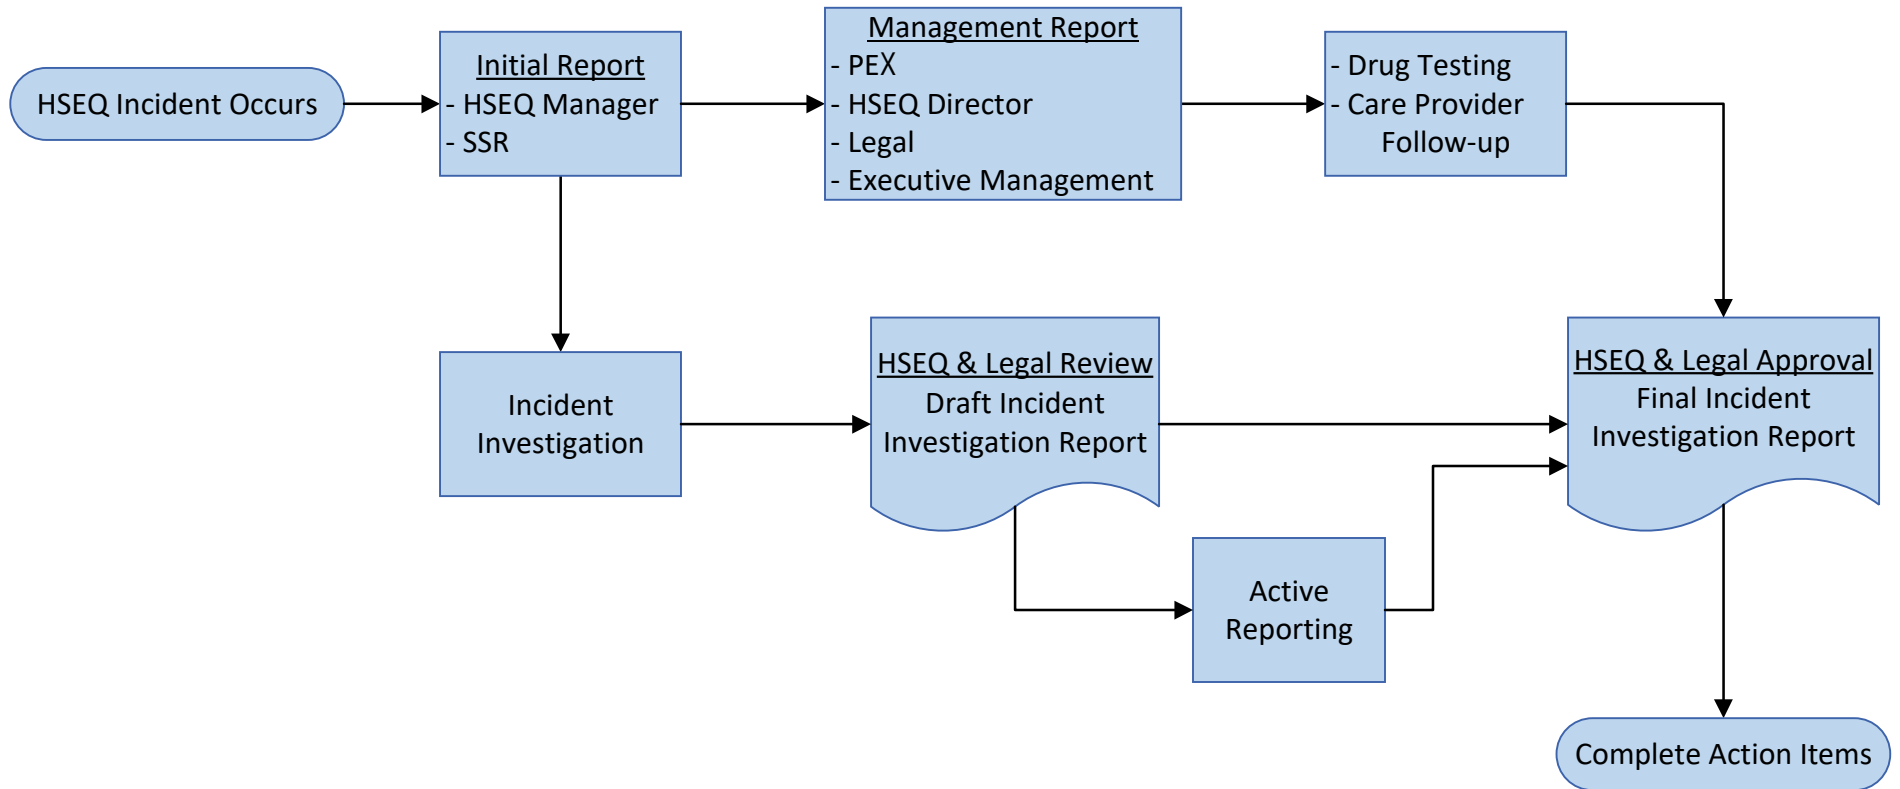 HSEQ Incident Occurs
Initial Report
- HSEQ Manager
- SSR
Management Report
- PEX
- HSEQ Director
- Legal
- Executive Management
- Drug Testing
- Care Provider
Follow-up
Incident
Investigation
HSEQ & Legal Review
Draft Incident
Investigation Report
HSEQ & Legal Approval
Final Incident
Investigation Report
Active
Reporting
Complete Action Items